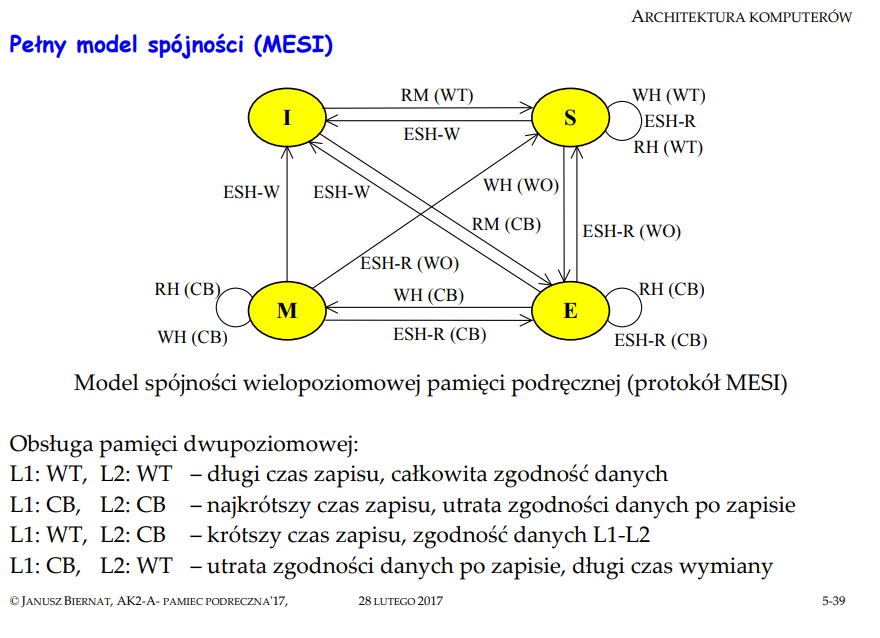 ARCHITEKTURA KOMPUTERÓW
Pełny model spójności (MESI)
RM (WT)
WH (WT)
I
S
ESH-R
ESH-W
RH (WT)
ESH-W
ESH-W
WH (WO)
RM (CB)
ESH-R (WO)
ESH-R (WO)
RH (CB)
WH (CB)
RH (CB)
M
E
WH (CB)
ESH-R (CB)
ESH-R (CB)
Model spójności wielopoziomowej pamięci podręcznej (protokół MESI)
Obsługa pamięci dwupoziomowej:
L1: WT, L2: WT – długi czas zapisu, całkowita zgodność danych
L1: CB, L2: CB – najkrótszy czas zapisu, utrata zgodności danych po zapisie
L1: WT, L2: CB – krótszy czas zapisu, zgodność danych L1-L2
L1: CB, L2: WT – utrata zgodności danych po zapisie, długi czas wymiany
© JANUSZ BIERNAT, AK2-A- PAMIEC PODRECZNA'17, 28 LUTEGO 2017 5-39